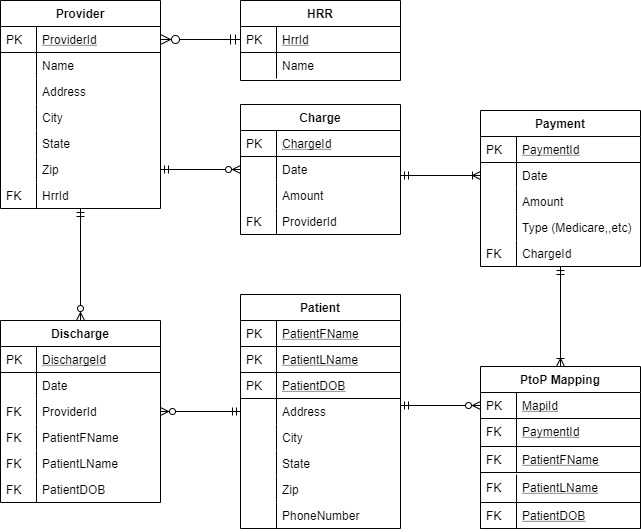 Provider
PK ProviderId
Name
Address
City
State
Zip
FK HrrId
HRR
PK HrrId
Name
Charge
PK ChargeId
Date
Amount
FK ProviderId
Payment
PK PaymentId
Date
Amount
Type (Medicare,,etc)
FK ChargeId
Discharge
PK DischargeId
Date
FK ProviderId
FK PatientFName
FK PatientLName
FK PatientDOB
Patient
PK PatientFName
PK PatientLName
PK PatientDOB
Address
City
State
Zip
PhoneNumber
PtoP Mapping
PK MapiId
FK PaymentId
FK PatientFName
FK PatientLName
FK PatientDOB